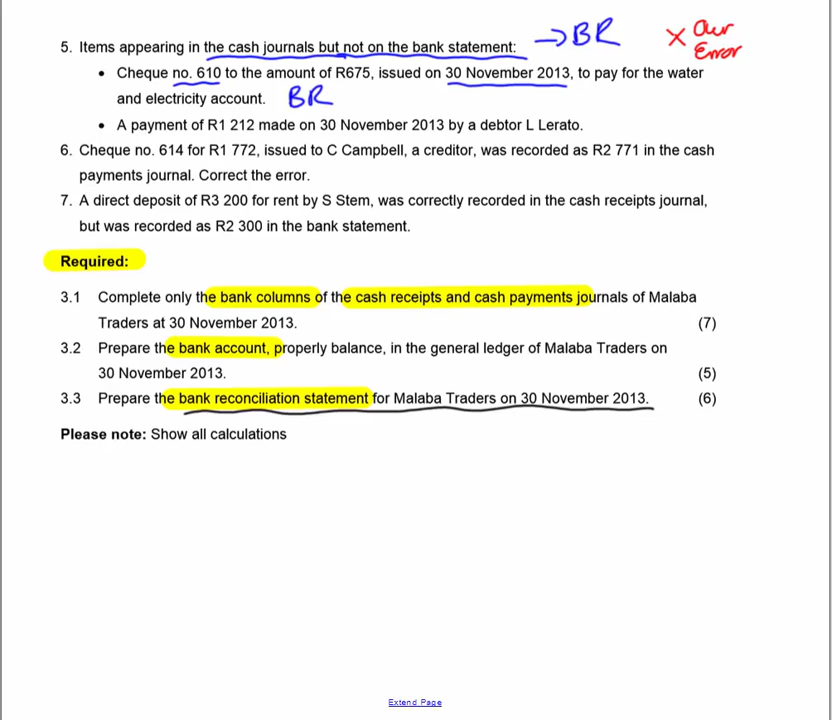 5. Items appearing in the cash journals but not on the bank statement: →BR × Our Error
• Cheque no. 610 to the amount of R675, issued on 30 November 2013, to pay for the water
and electricity account. BR
• A payment of R1 212 made on 30 November 2013 by a debtor L Lerato.
6. Cheque no. 614 for R1 772, issued to C Campbell, a creditor, was recorded as R2 771 in the cash
payments journal. Correct the error.
7. A direct deposit of R3 200 for rent by S Stem, was correctly recorded in the cash receipts journal,
but was recorded as R2 300 in the bank statement.
Required:
3.1 Complete only the bank columns of the cash receipts and cash payments journals of Malaba
Traders at 30 November 2013. (7)
3.2 Prepare the bank account, properly balance, in the general ledger of Malaba Traders on
30 November 2013. (5)
3.3 Prepare the bank reconciliation statement for Malaba Traders on 30 November 2013. (6)
Please note: Show all calculations
Extend Page